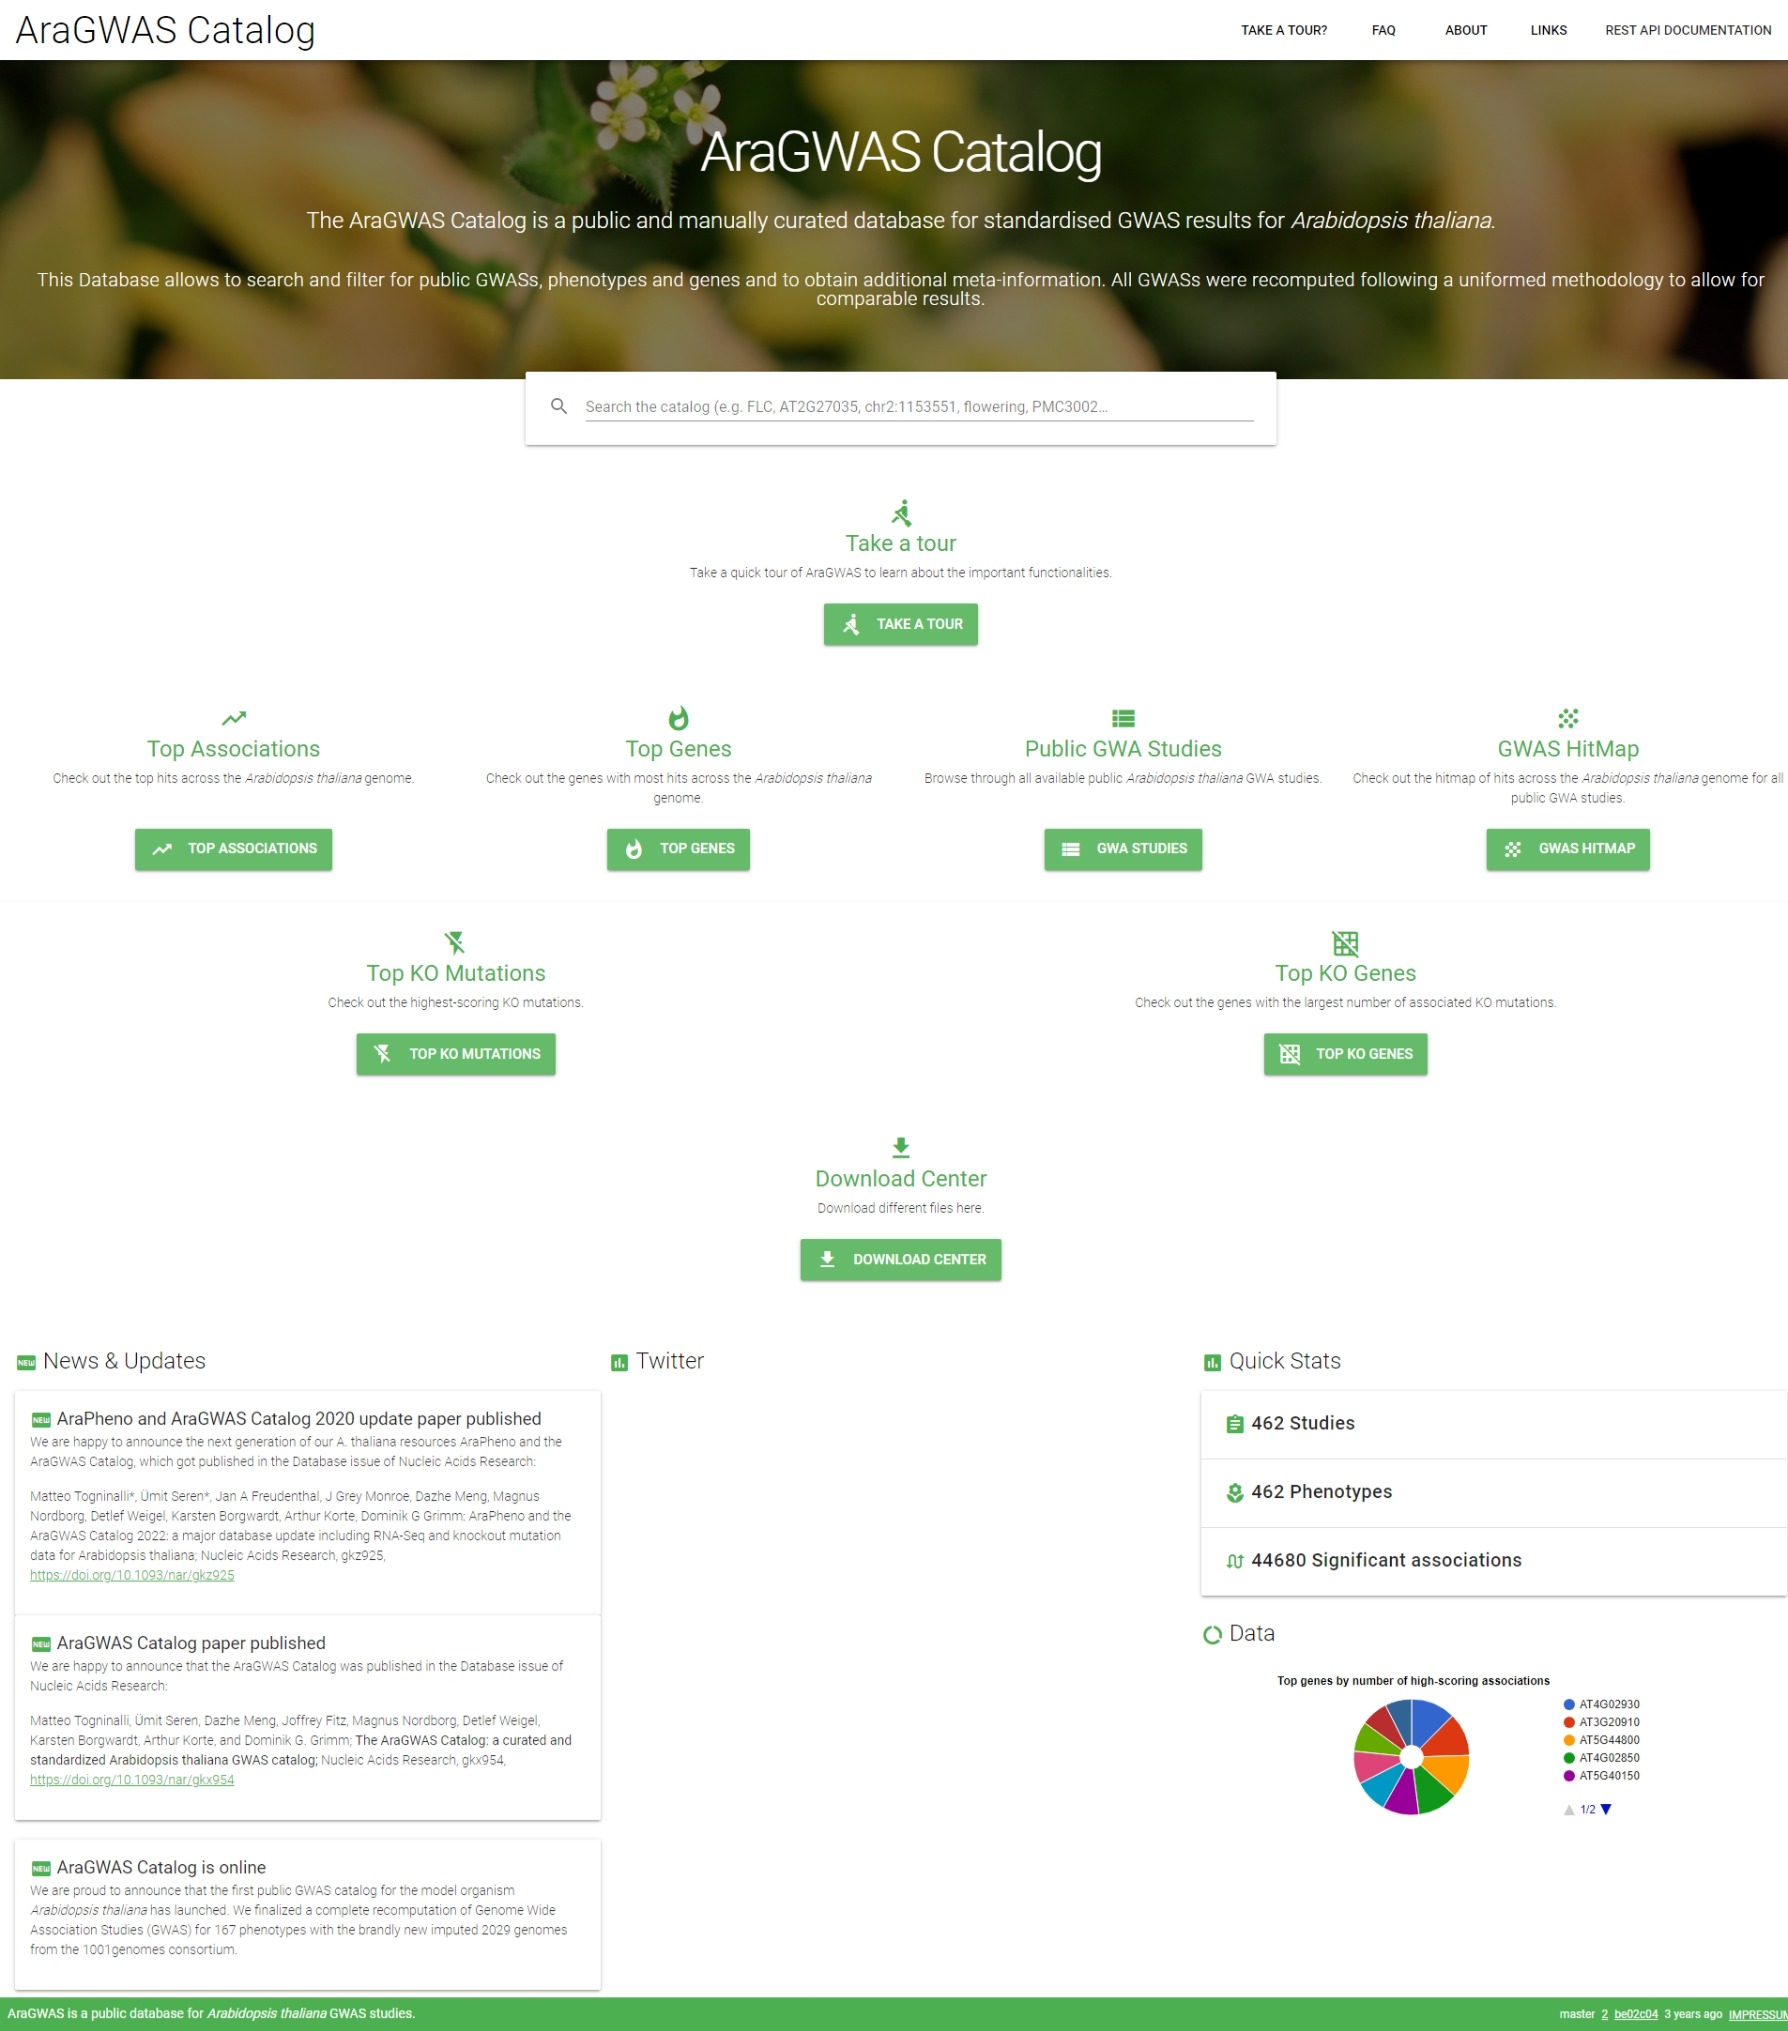 AraGWAS Catalog
TAKE A TOUR?
FAQ
ABOUT
LINKS
REST API DOCUMENTATION
AraGWAS Catalog
The AraGWAS Catalog is a public and manually curated database for standardised GWAS results for Arabidopsis thaliana.
This Database allows to search and filter for public GWASs, phenotypes and genes and to obtain additional meta-information. All GWASs were recomputed following a uniform methodology to allow for
comparable results.
Search the catalog (e.g. FLC, AT2G27035, chr2:1153551, flowering, PMC3002...
Take a tour
Take a quick tour of AraGWAS to learn about the important functionalities.
TAKE A TOUR
Top Associations
Check out the top hits across the Arabidopsis thaliana genome.
TOP ASSOCIATIONS
Top Genes
Check out the genes with most hits across the Arabidopsis thaliana
genome.
TOP GENES
Public GWA Studies
Browse through all available public Arabidopsis thaliana GWA studies.
GWA STUDIES
GWAS HitMap
Check out the hitmap of hits across the Arabidopsis thaliana genome for all
public GWA studies.
GWAS HITMAP
Top KO Mutations
Check out the highest-scoring KO mutations.
TOP KO MUTATIONS
Top KO Genes
Check out the genes with the largest number of associated KO mutations.
TOP KO GENES
Download Center
Download different files here.
DOWNLOAD CENTER
NEW News & Updates
NEW AraPheno and AraGWAS Catalog 2020 update paper published
We are happy to announce the next generation of our A. thaliana resources AraPheno and the
AraGWAS Catalog, which got published in the Database issue of Nucleic Acids Research:
Matteo Togninalli*, Ümit Seren*, Jan A Freudenthal, J Grey Monroe, Dazhe Meng, Magnus
Nordborg, Detlef Weigel, Karsten Borgwardt, Arthur Korte, Dominik G Grimm: AraPheno and the
AraGWAS Catalog 2022: a major database update including RNA-Seq and knockout mutation
data for Arabidopsis thaliana; Nucleic Acids Research, gkz925,
https://doi.org/10.1093/nar/gkz925
NEW AraGWAS Catalog paper published
We are happy to announce that the AraGWAS Catalog was published in the Database issue of
Nucleic Acids Research:
Matteo Togninalli, Ümit Seren, Dazhe Meng, Joffrey Fitz, Magnus Nordborg, Detlef Weigel,
Karsten Borgwardt, Arthur Korte, and Dominik G. Grimm; The AraGWAS Catalog: a curated and
standardized Arabidopsis thaliana GWAS catalog; Nucleic Acids Research, gkx954,
https://doi.org/10.1093/nar/gkx954
NEW AraGWAS Catalog is online
We are proud to announce that the first public GWAS catalog for the model organism
Arabidopsis thaliana has launched. We finalized a complete recomputation of Genome Wide
Association Studies (GWAS) for 167 phenotypes with the brandly new imputed 2029 genomes
from the 1001genomes consortium.
Twitter
Quick Stats
462 Studies
462 Phenotypes
44680 Significant associations
Data
Top genes by number of high-scoring associations
AT4G02930
AT3G20910
AT5G44800
AT4G02850
AT5G40150
1/2
AraGWAS is a public database for Arabidopsis thaliana GWAS studies.
master 2 be02c04 3 years ago IMPRESSUM